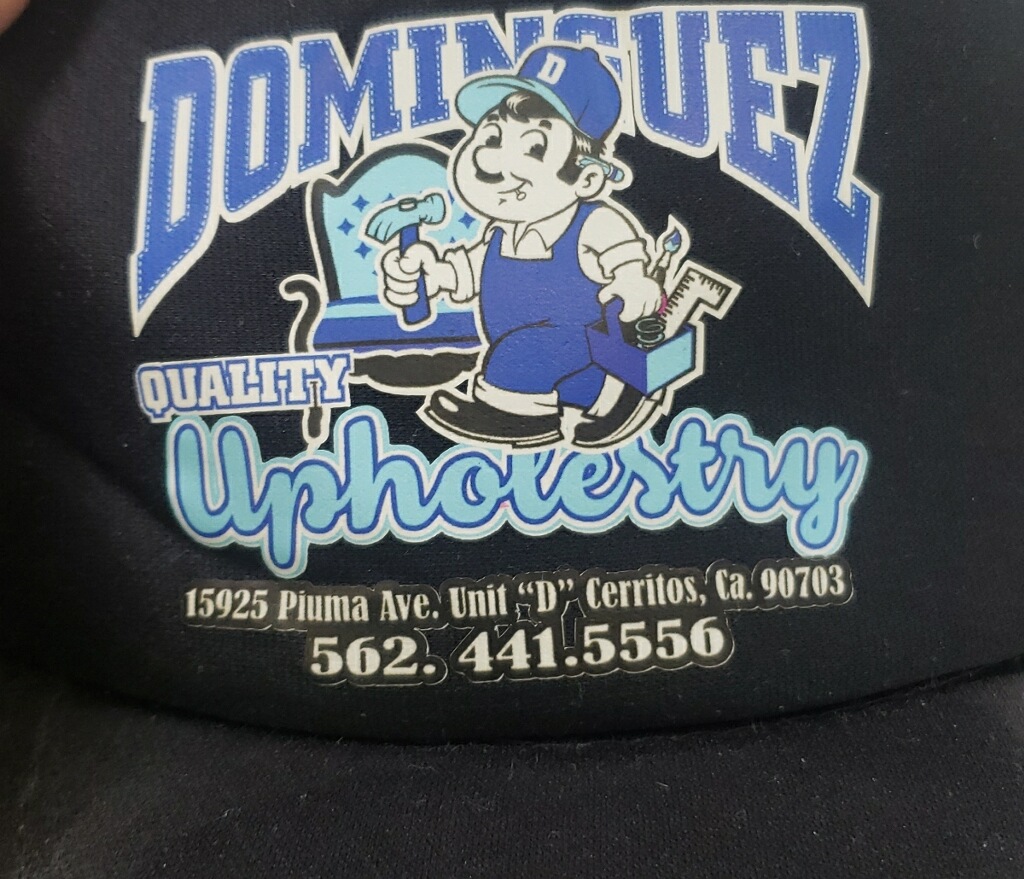 DOMINGUEZ
D
QUALITY
Upholestry
15925 Piuma Ave. Unit “D” Cerritos, Ca. 90703
562. 441.5556